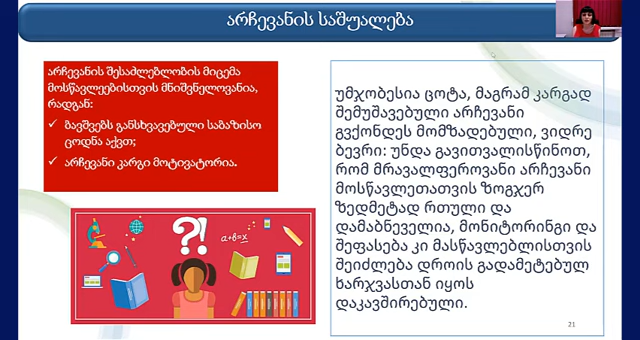 არჩევანის საშუალება
არჩევანის შესაძლებლობის მიცემა
მოსწავლეებისთვის მნიშვნელოვანია,
რადგან:
✓ ბავშვებს განსხვავებული საბაზისო
ცოდნა აქვთ;
✓ არჩევანი კარგი მოტივატორია.
?!
a+b=x
უმჯობესია ცოტა, მაგრამ კარგად
შემუშავებული არჩევანი
გვქონდეს მომზადებული, ვიდრე
ბევრი: უნდა გავითვალისწინოთ,
რომ მრავალფეროვანი არჩევანი
მოსწავლეთათვის ზოგჯერ
ზედმეტად რთული და
დამაბნეველია, მონიტორინგი და
შეფასება კი მასწავლებლისთვის
შეიძლება დროის გადამეტებულ
ხარჯვასთან იყოს
დაკავშირებული.
21